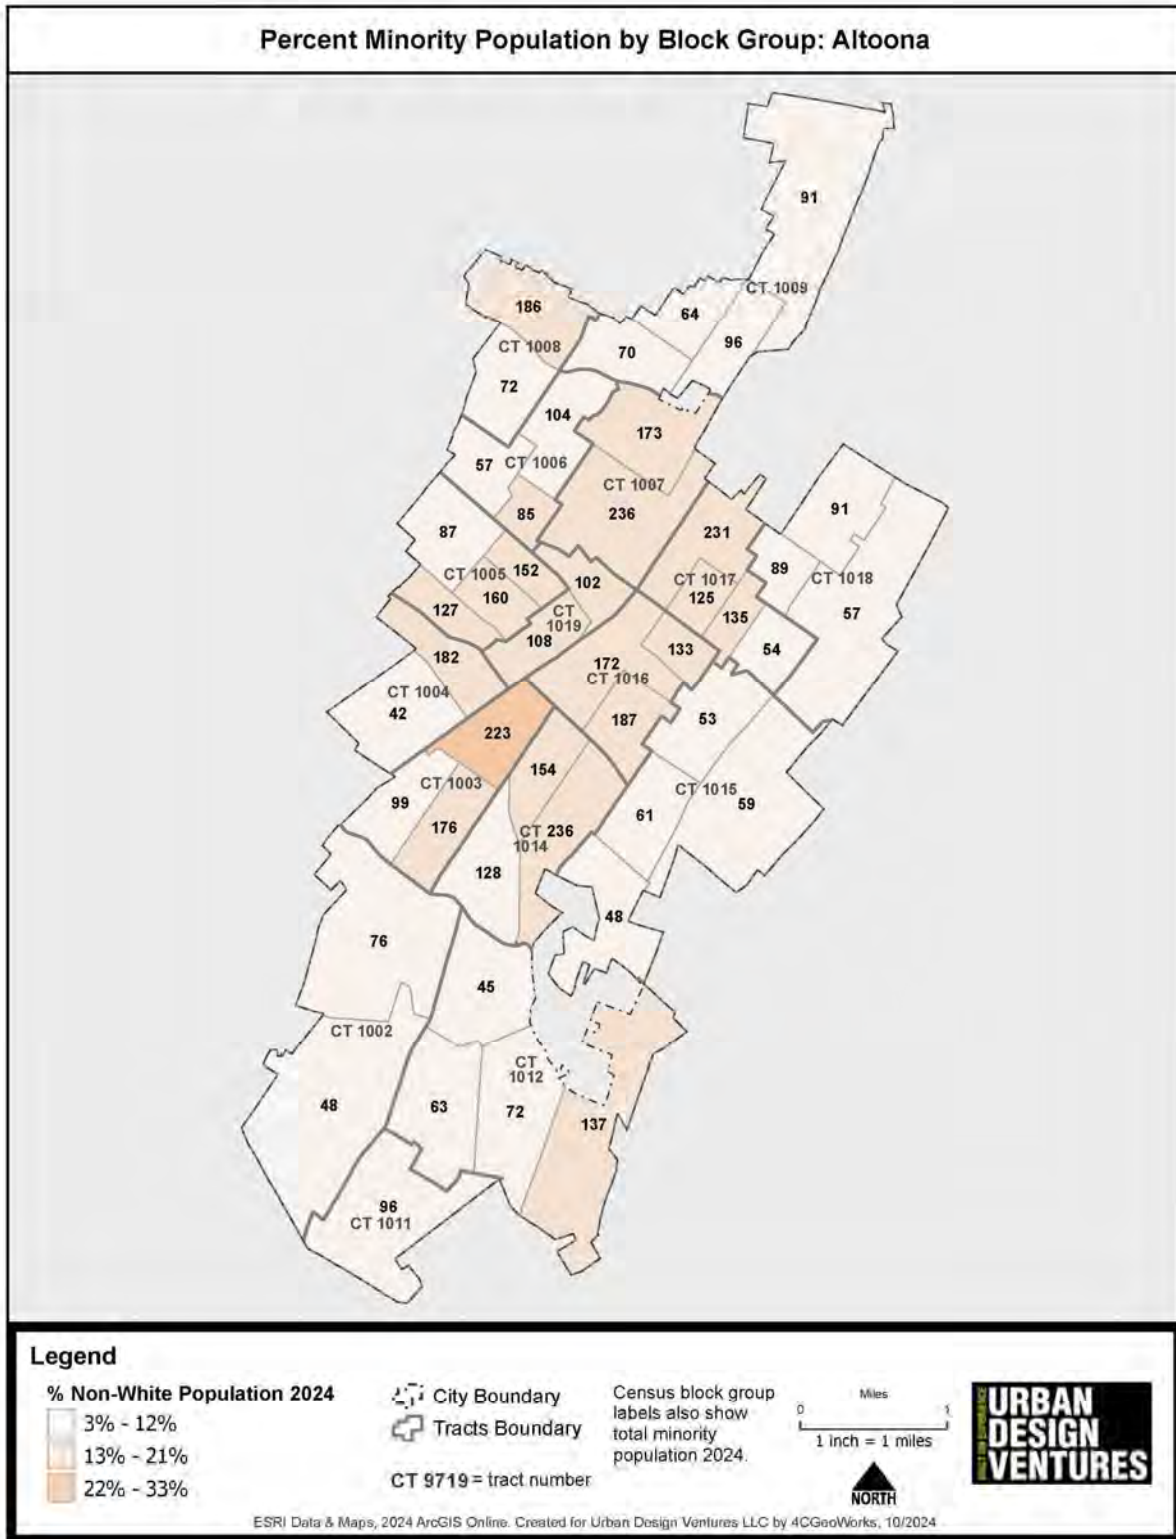 Percent Minority Population by Block Group: Altoona
91
CT 1009
186
64
96
CT 1008
70
72
104
173
57
CT 1006
CT 1007
85
236
87
231
91
152
CT 1005
102
89
CT 1018
160
CT 1017
125
127
CT
1019
135
57
108
133
54
182
172
CT 1016
CT 1004
42
187
53
223
154
CT 1003
CT 1015
99
61
59
176
CT
1014
236
128
48
76
45
CT 1002
CT
1012
48
63
72
137
96
CT 1011
Legend
% Non-White Population 2024
3% - 12%
13% - 21%
22% - 33%
City Boundary
Tracts Boundary
CT 9719 = tract number
Census block group
labels also show
total minority
population 2024.
Miles
0 1
1 inch = 1 miles
NORTH
URBAN
DESIGN
VENTURES
ESRI Data & Maps, 2024 ArcGIS Online. Created for Urban Design Ventures LLC by 4CGeoWorks, 10/2024